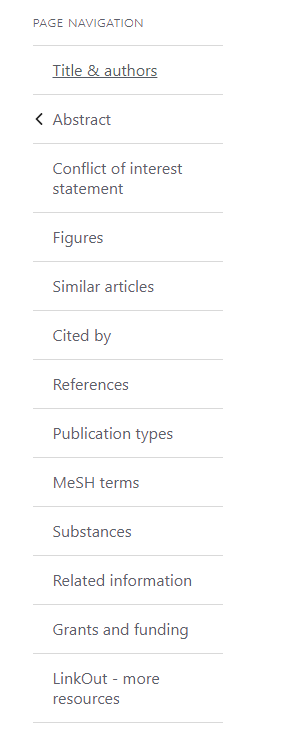 PAGE NAVIGATION
Title & authors
Abstract
Conflict of interest
statement
Figures
Similar articles
Cited by
References
Publication types
MeSH terms
Substances
Related information
Grants and funding
LinkOut - more
resources